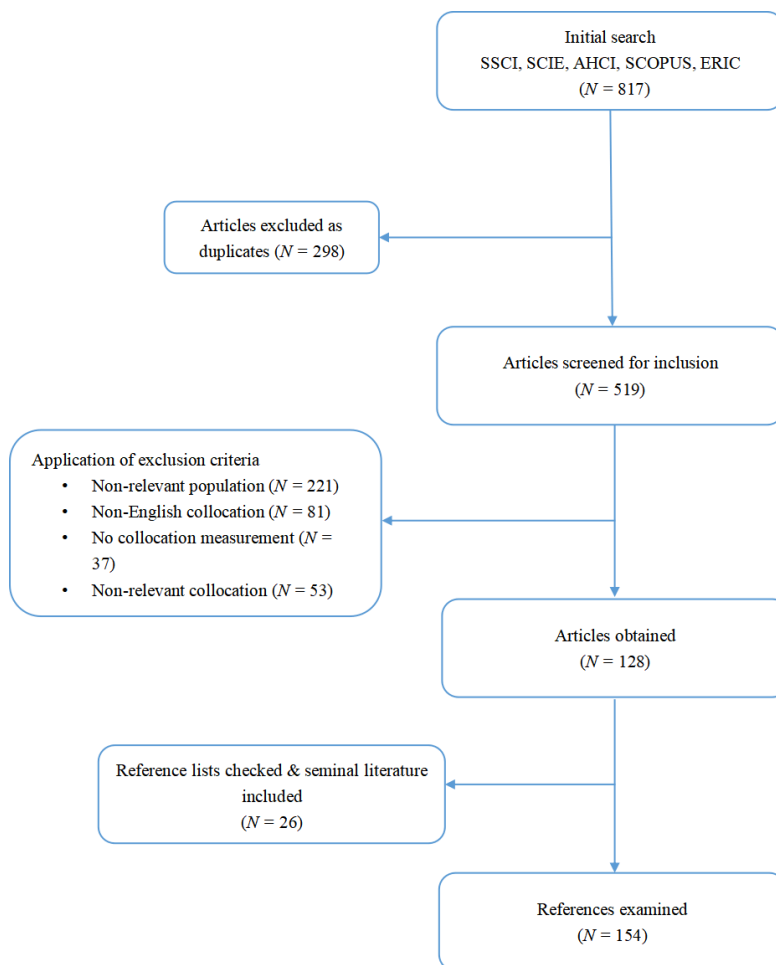 Initial search
SSCI, SCIE, AHCI, SCOPUS, ERIC
(N = 817)
Articles excluded as
duplicates (N = 298)
Articles screened for inclusion
(N = 519)
Application of exclusion criteria
• Non-relevant population (N = 221)
• Non-English collocation (N = 81)
• No collocation measurement (N =
37)
• Non-relevant collocation (N = 53)
Articles obtained
(N = 128)
Reference lists checked & seminal literature
included
(N = 26)
References examined
(N = 154)